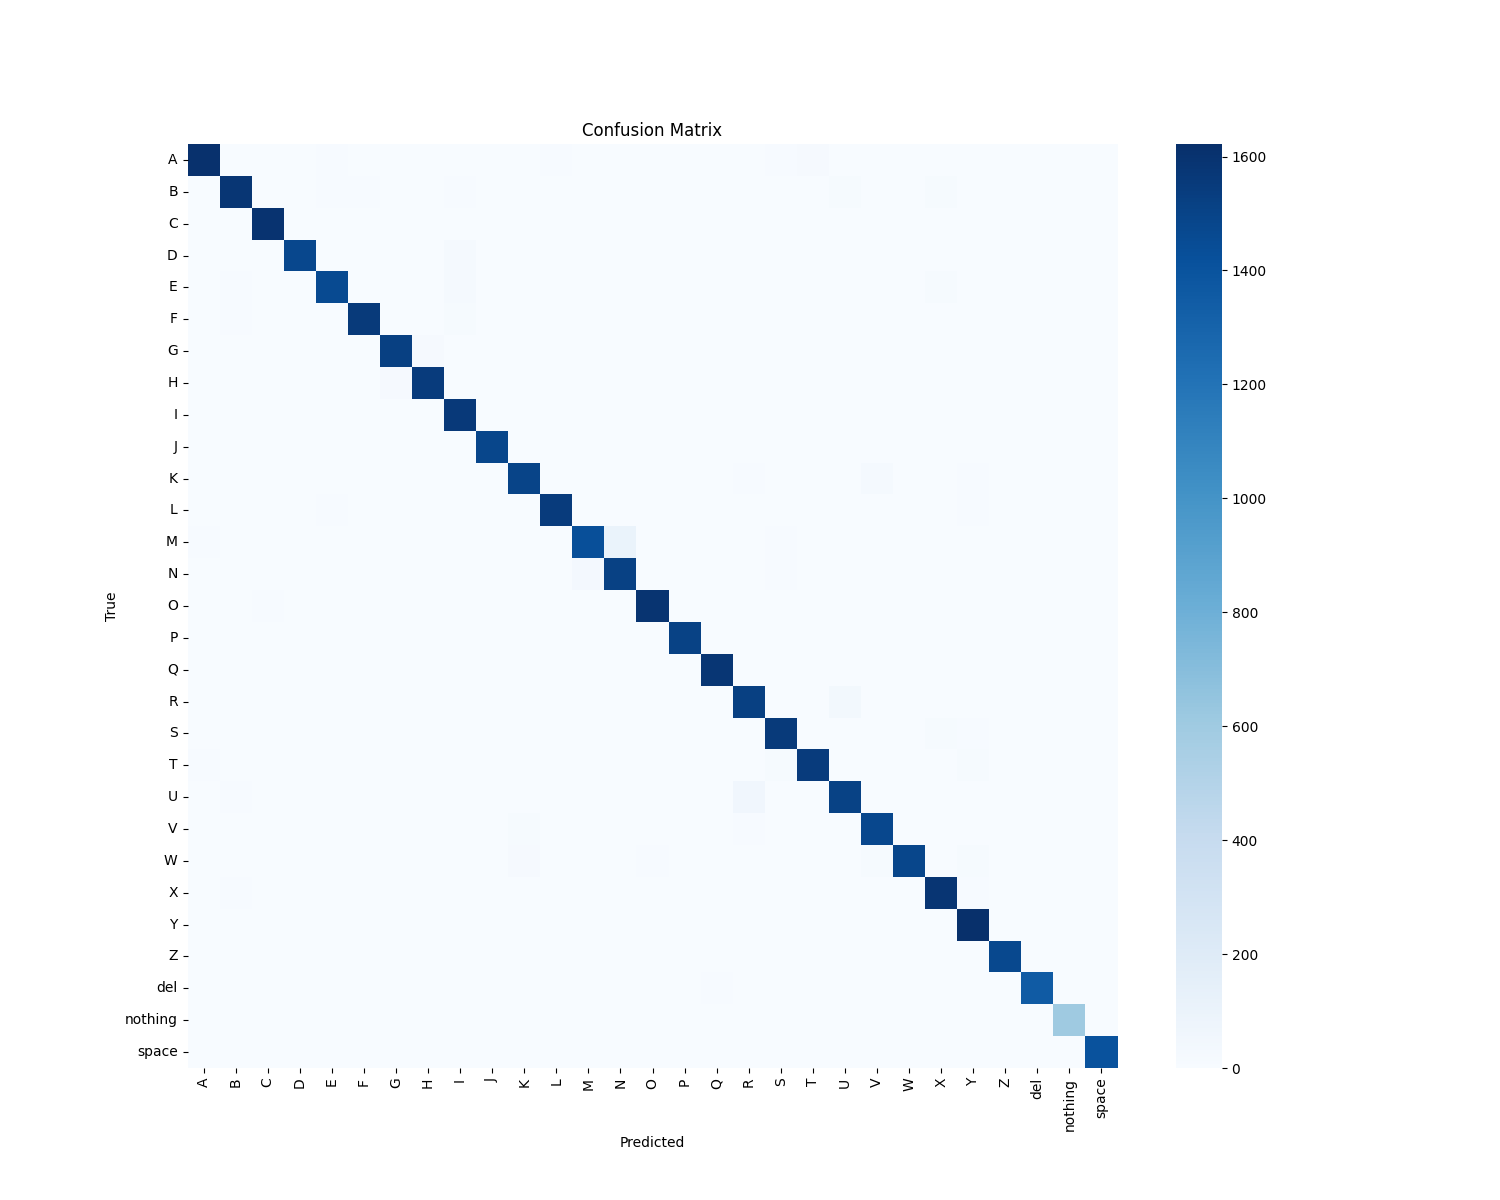 Confusion Matrix
A
B
C
D
E
F
G
H
I
J
K
L
M
N
O
P
Q
R
S
T
U
V
W
X
Y
Z
del
nothing
space
True
A B C D E F G H I J K L M N O P Q R S T U V W X Y Z del nothing space
Predicted
1600
1400
1200
1000
800
600
400
200
0